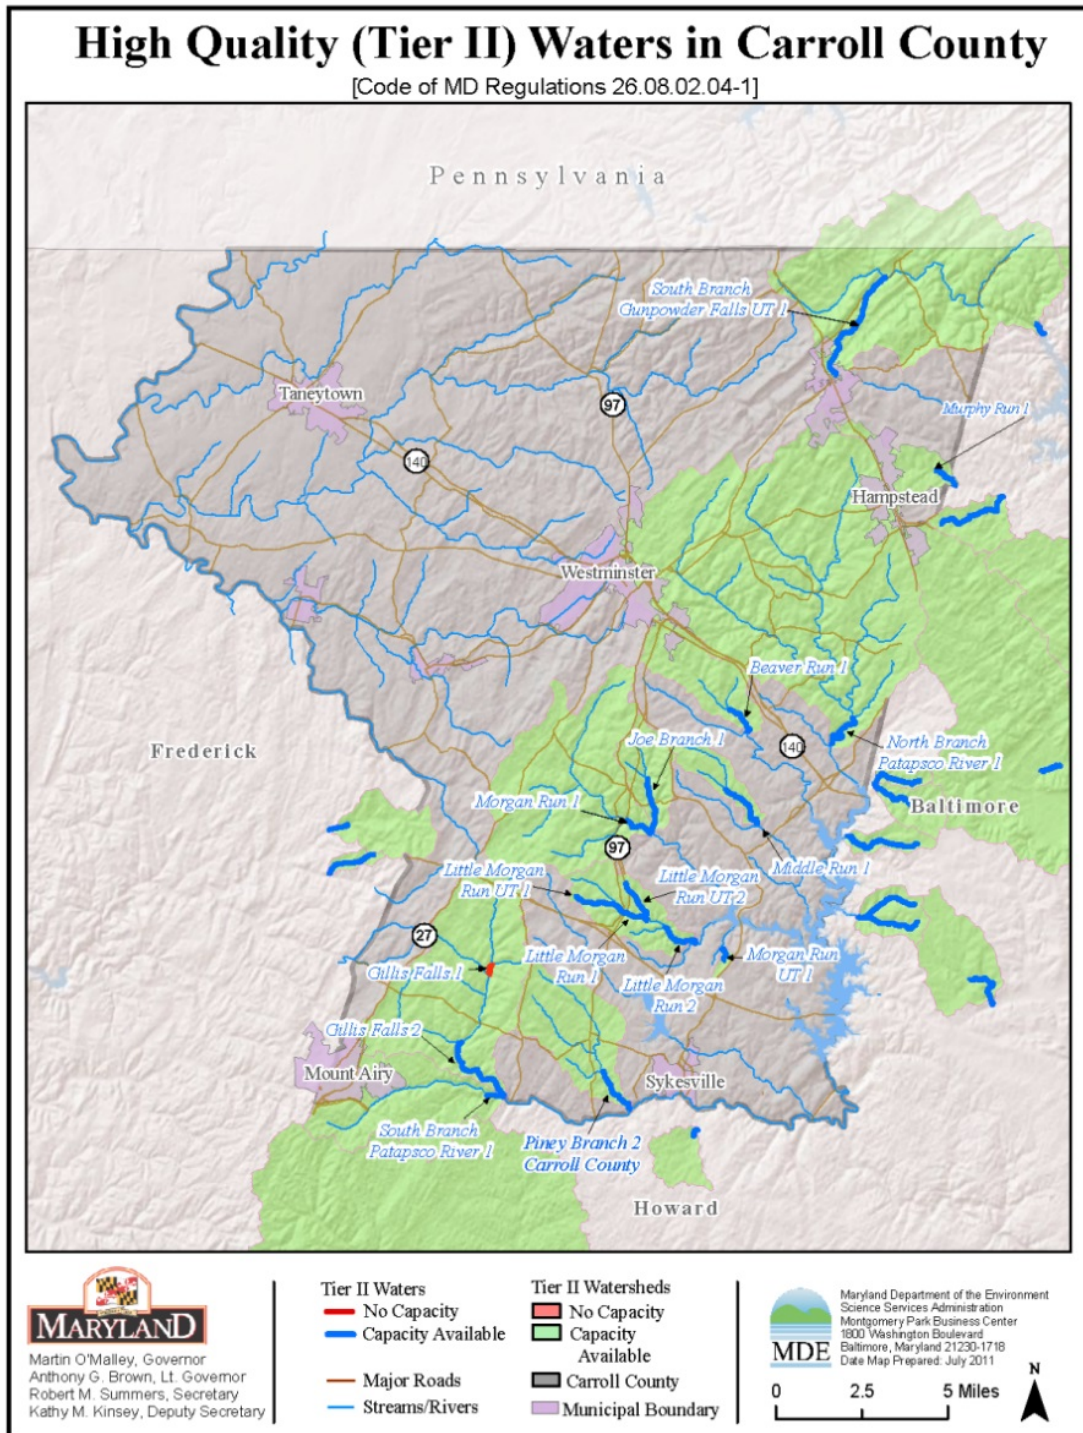 High Quality (Tier II) Waters in Carroll County
[Code of MD Regulations 26.08.02.04-1]
Pennsylvania
South Branch
Gunpowder Falls UT 1
Taneytown
97
Murphy Run 1
140
Hampstead
Westminster
Beaver Run 1
Frederick
Joe Branch 1
140
North Branch
Patapsco River 1
Morgan Run 1
Baltimore
97
Little Morgan
Run UT 1
Little Morgan
Run UT 2
Middle Run 1
27
Gillis Falls 1
Little Morgan
Run 1
Little Morgan
Run 2
Morgan Run
UT 1
Gillis Falls 2
Mount Airy
Sykesville
South Branch
Patapsco River 1
Piney Branch 2
Carroll County
Howard
MARYLAND
Martin O'Malley, Governor
Anthony G. Brown, Lt. Governor
Robert M. Summers, Secretary
Kathy M. Kinsey, Deputy Secretary
Tier II Waters
No Capacity
Capacity Available
Major Roads
Streams/Rivers
Tier II Watersheds
No Capacity
Capacity
Available
Carroll County
Municipal Boundary
MDE
Maryland Department of the Environment
Science Services Administration
Montgomery Park Business Center
1800 Washington Boulevard
Baltimore, Maryland 21230-1718
Date Map Prepared: July 2011
N
0 2.5 5 Miles